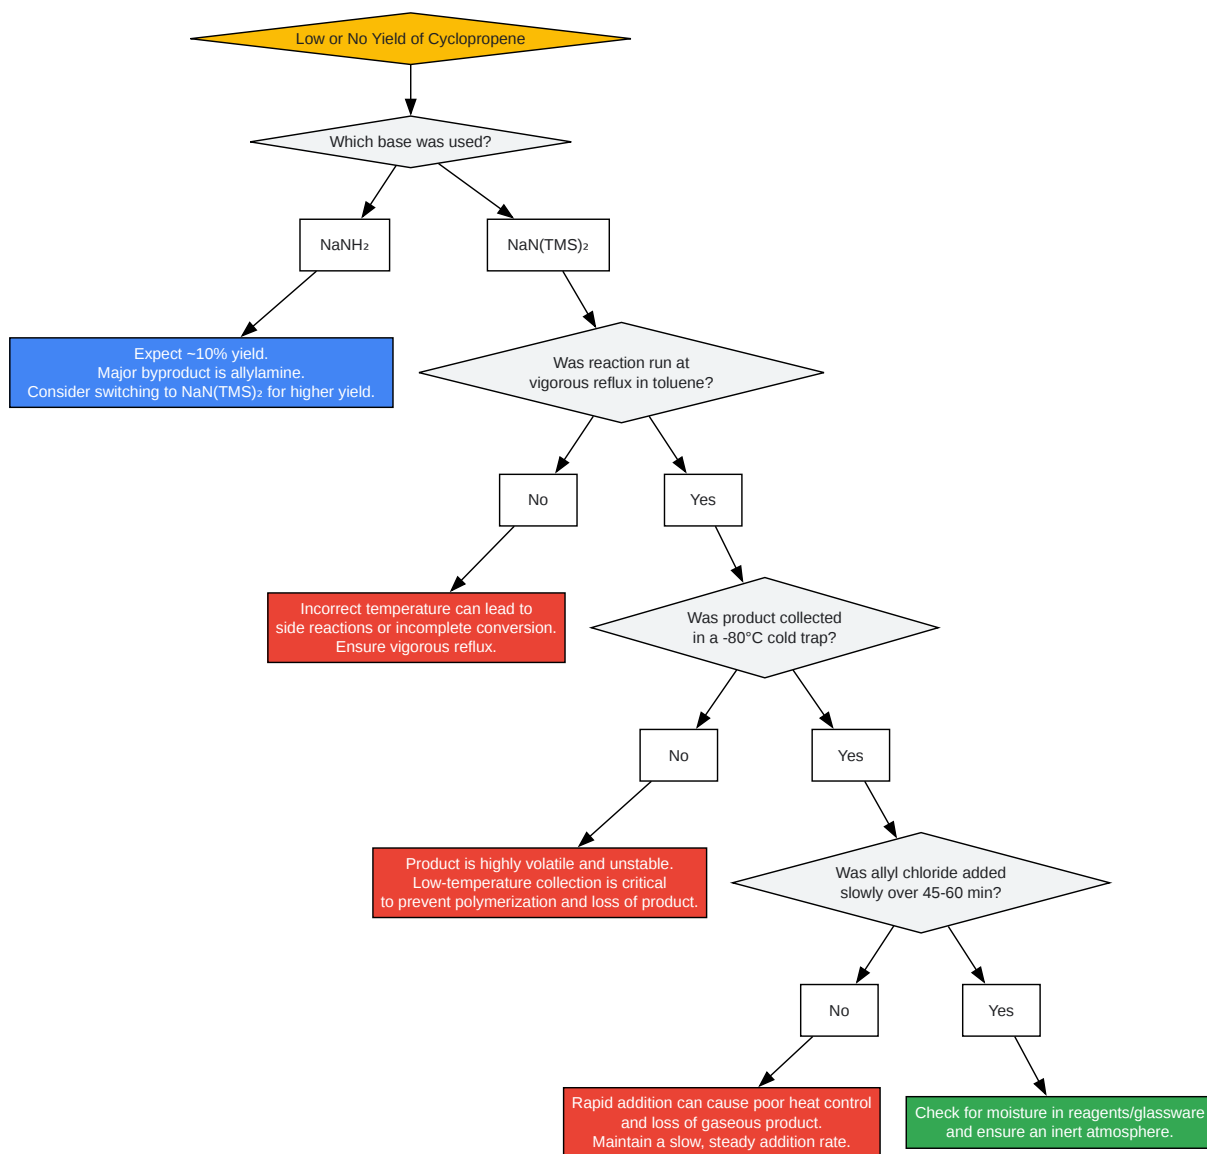 Low or No Yield of Cyclopropene
Which base was used?
NaNH₂
NaN(TMS)₂
Expect ~10% yield.
Major byproduct is allylamine.
Consider switching to NaN(TMS)₂ for higher yield.
Was reaction run at
vigorous reflux in toluene?
No
Yes
Incorrect temperature can lead to
side reactions or incomplete conversion.
Ensure vigorous reflux.
Was product collected
in a -80°C cold trap?
No
Yes
Product is highly volatile and unstable.
Low-temperature collection is critical
to prevent polymerization and loss of product.
Was allyl chloride added
slowly over 45-60 min?
No
Yes
Rapid addition can cause poor heat control
and loss of gaseous product.
Maintain a slow, steady addition rate.
Check for moisture in reagents/glassware
and ensure an inert atmosphere.